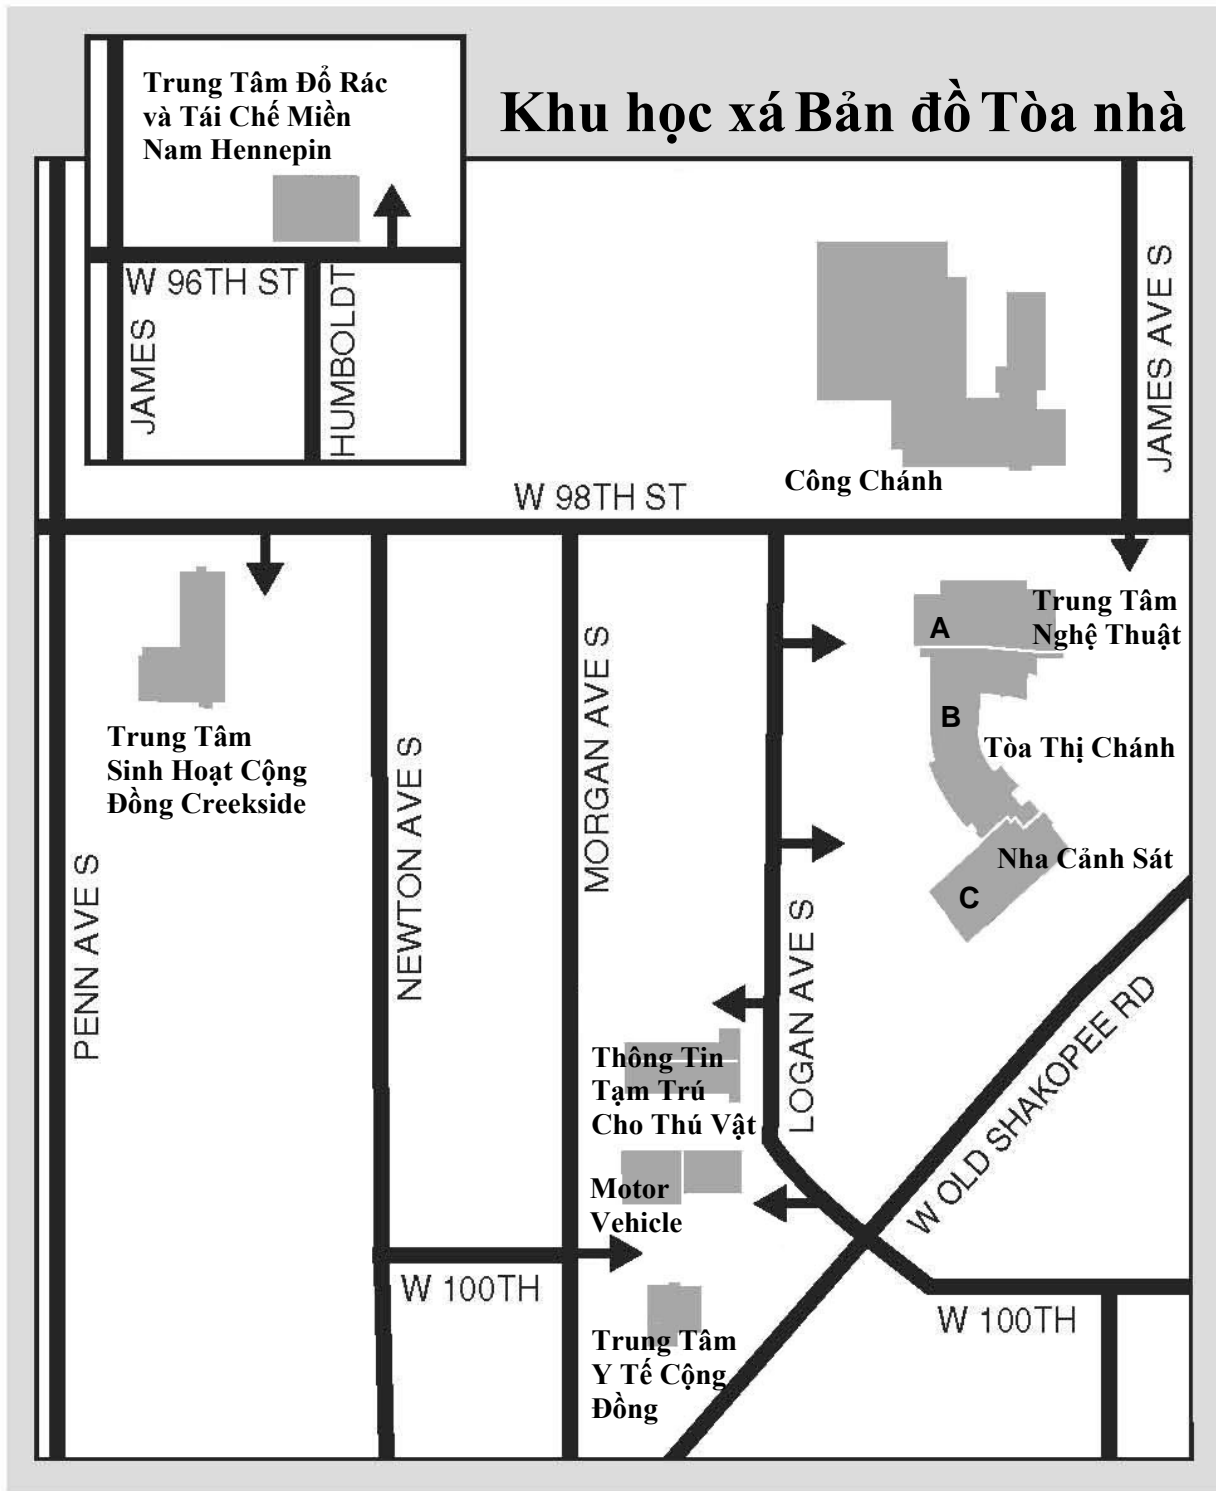 Trung Tâm Đổ Rác
và Tái Chế Miền
Nam Hennepin
Khu học xá Bản đồ Tòa nhà
W 96TH ST
JAMES
HUMBOLDT
JAMES AVE S
Công Chánh
W 98TH ST
Trung Tâm
Nghệ Thuật
A
B
Tòa Thị Chánh
Nha Cảnh Sát
C
Trung Tâm
Sinh Hoạt Cộng
Đồng Creekside
PENN AVE S
NEWTON AVE S
MORGAN AVE S
LOGAN AVE S
W OLD SHAKOPEE RD
Thông Tin
Tạm Trú
Cho Thú Vật
Motor
Vehicle
W 100TH
W 100TH
Trung Tâm
Y Tế Cộng
Đồng